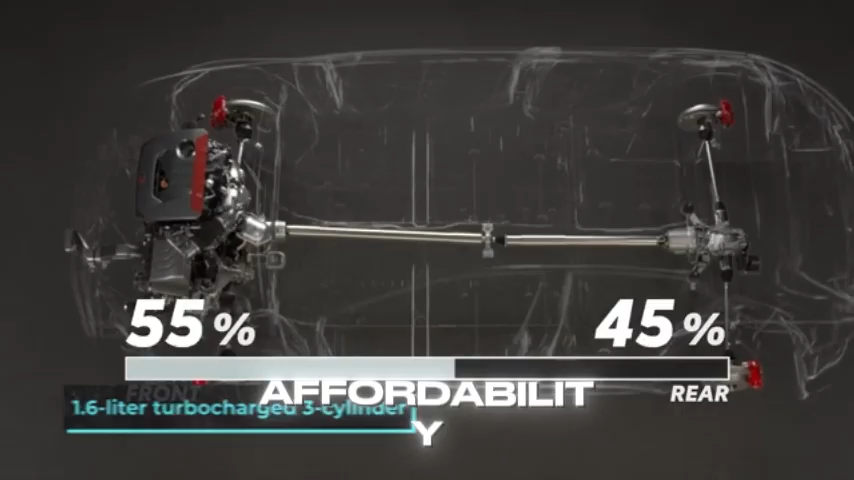 55% 45%
FRONT REAR
AFFORDABILIT
Y
1.6-liter turbocharged 3-cylinder